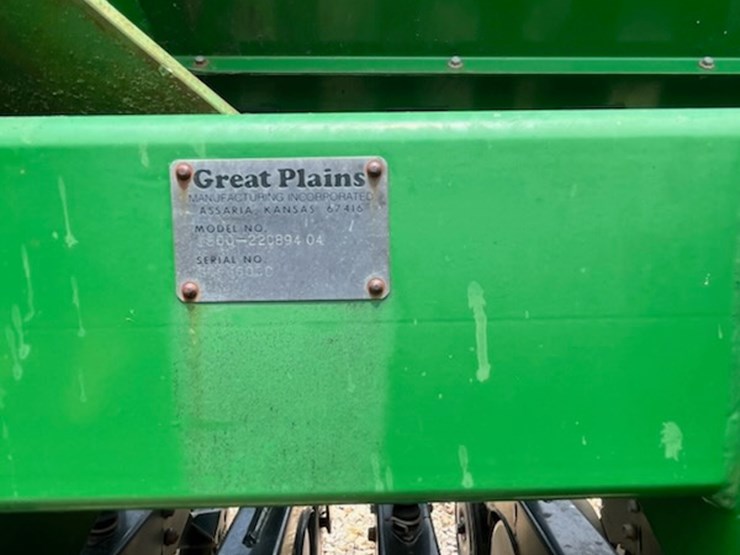 Great Plains
MANUFACTURING INCORPORATED
ASSARIA, KANSAS 67416
MODEL NO.
SERIAL NO.